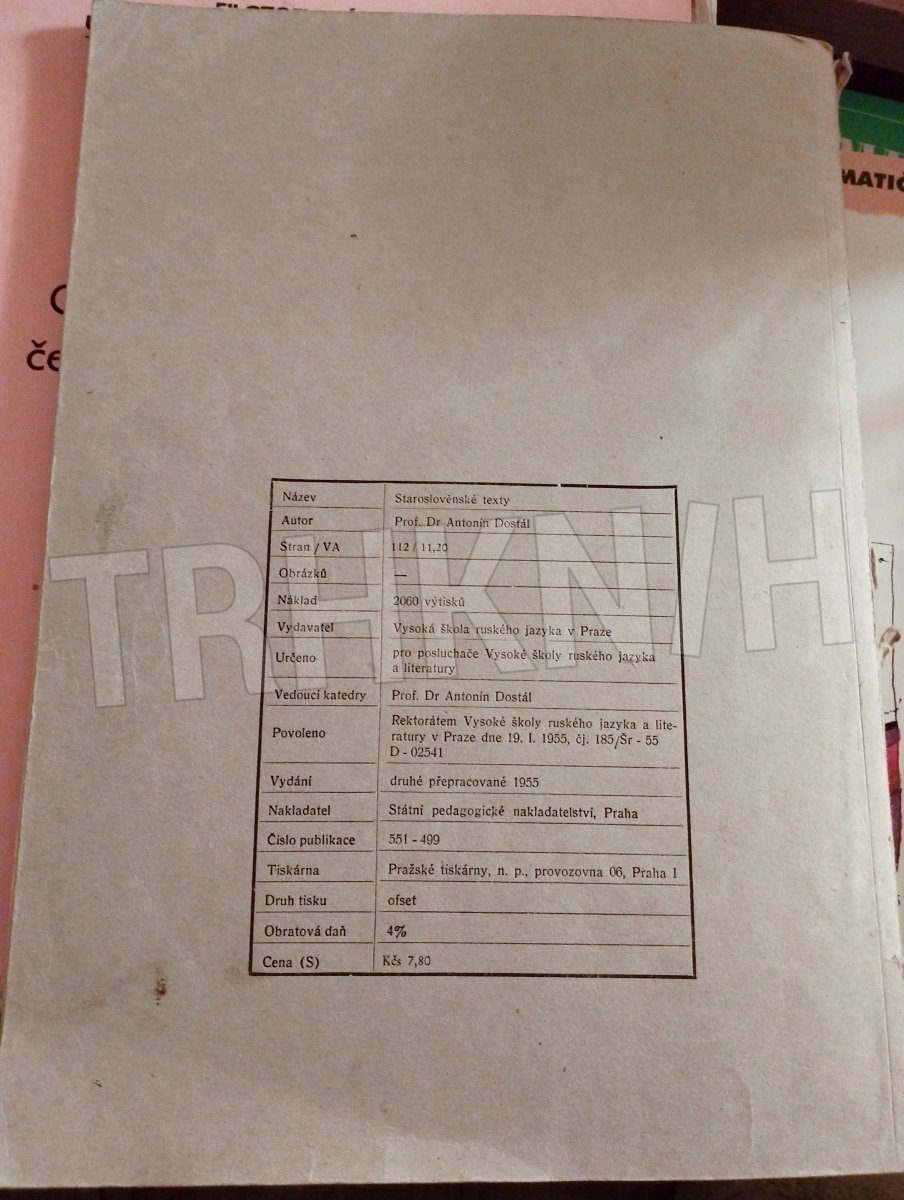 MATIČ
če
Název Staroslověnské texty
Autor Prof. Dr Antonín Dostál
Stran / VA 112 / 11,20
Obrázků —
Náklad 2060 výtisků
Vydavatel Vysoká škola ruského jazyka v Praze
Určeno pro posluchače Vysoké školy ruského jazyka
a literatury
Vedoucí katedry Prof. Dr Antonín Dostál
Povoleno Rektorátem Vysoké školy ruského jazyka a lite-
ratury v Praze dne 19. I. 1955, čj. 185/Šr - 55
D - 02541
Vydání druhé přepracované 1955
Nakladatel Státní pedagogické nakladatelství, Praha
Číslo publikace 551 - 499
Tiskárna Pražské tiskárny, n. p., provozovna 06, Praha I
Druh tisku ofset
Obratová daň 4%
Cena (S) Kčs 7,80
TRHKNIH